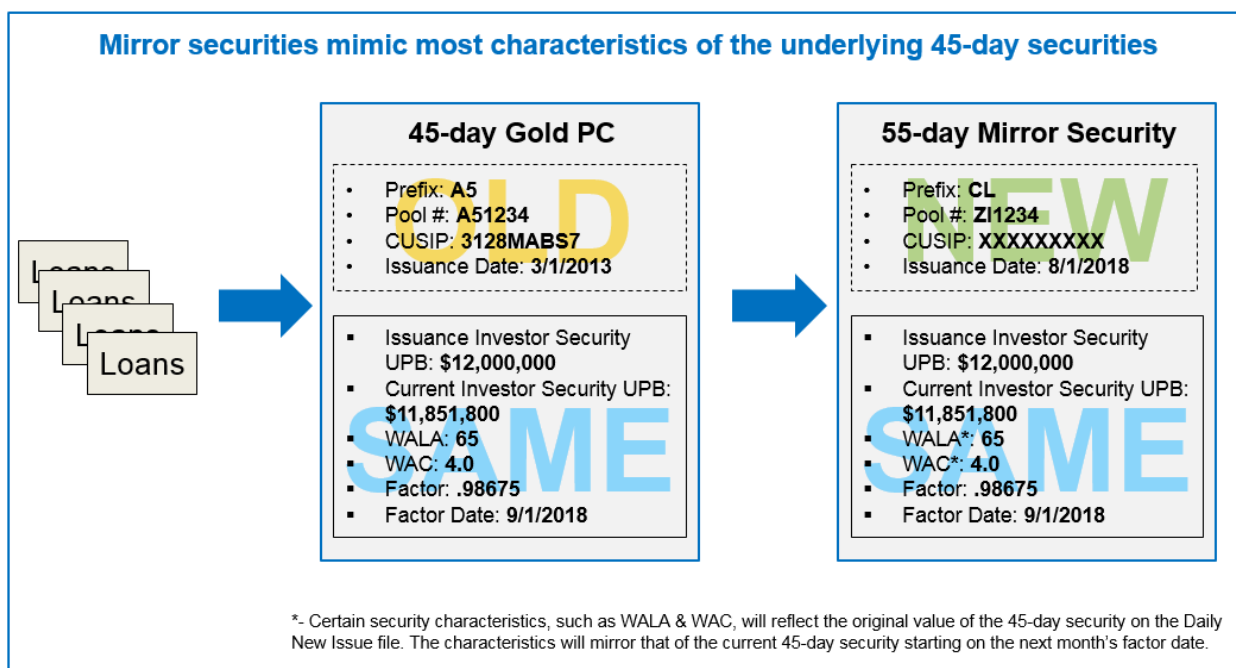 Mirror securities mimic most characteristics of the underlying 45-day securities
Loans
Loans
Loans
Loans
45-day Gold PC
OLD
• Prefix: A5
• Pool #: A51234
• CUSIP: 3128MABS7
• Issuance Date: 3/1/2013
SAME
▪ Issuance Investor Security
UPB: $12,000,000
▪ Current Investor Security UPB:
$11,851,800
▪ WALA: 65
▪ WAC: 4.0
▪ Factor: .98675
▪ Factor Date: 9/1/2018
55-day Mirror Security
NEW
• Prefix: CL
• Pool #: ZI1234
• CUSIP: XXXXXXXXX
• Issuance Date: 8/1/2018
SAME
▪ Issuance Investor Security
UPB: $12,000,000
▪ Current Investor Security UPB:
$11,851,800
▪ WALA*: 65
▪ WAC*: 4.0
▪ Factor: .98675
▪ Factor Date: 9/1/2018
*- Certain security characteristics, such as WALA & WAC, will reflect the original value of the 45-day security on the Daily
New Issue file. The characteristics will mirror that of the current 45-day security starting on the next month's factor date.